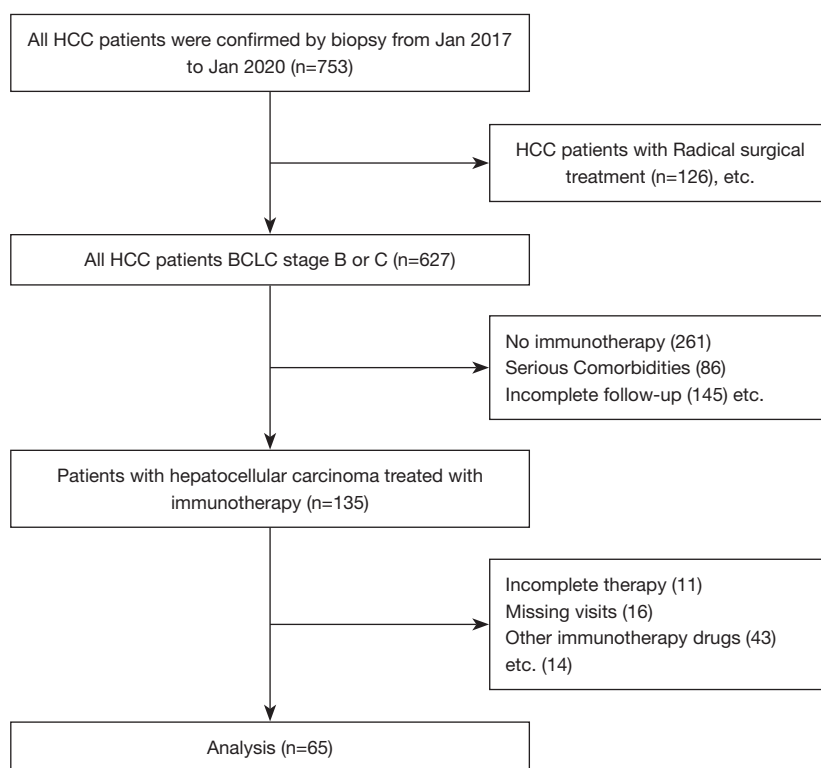 All HCC patients were confirmed by biopsy from Jan 2017
to Jan 2020 (n=753)
HCC patients with Radical surgical
treatment (n=126), etc.
All HCC patients BCLC stage B or C (n=627)
No immunotherapy (261)
Serious Comorbidities (86)
Incomplete follow-up (145) etc.
Patients with hepatocellular carcinoma treated with
immunotherapy (n=135)
Incomplete therapy (11)
Missing visits (16)
Other immunotherapy drugs (43)
etc. (14)
Analysis (n=65)